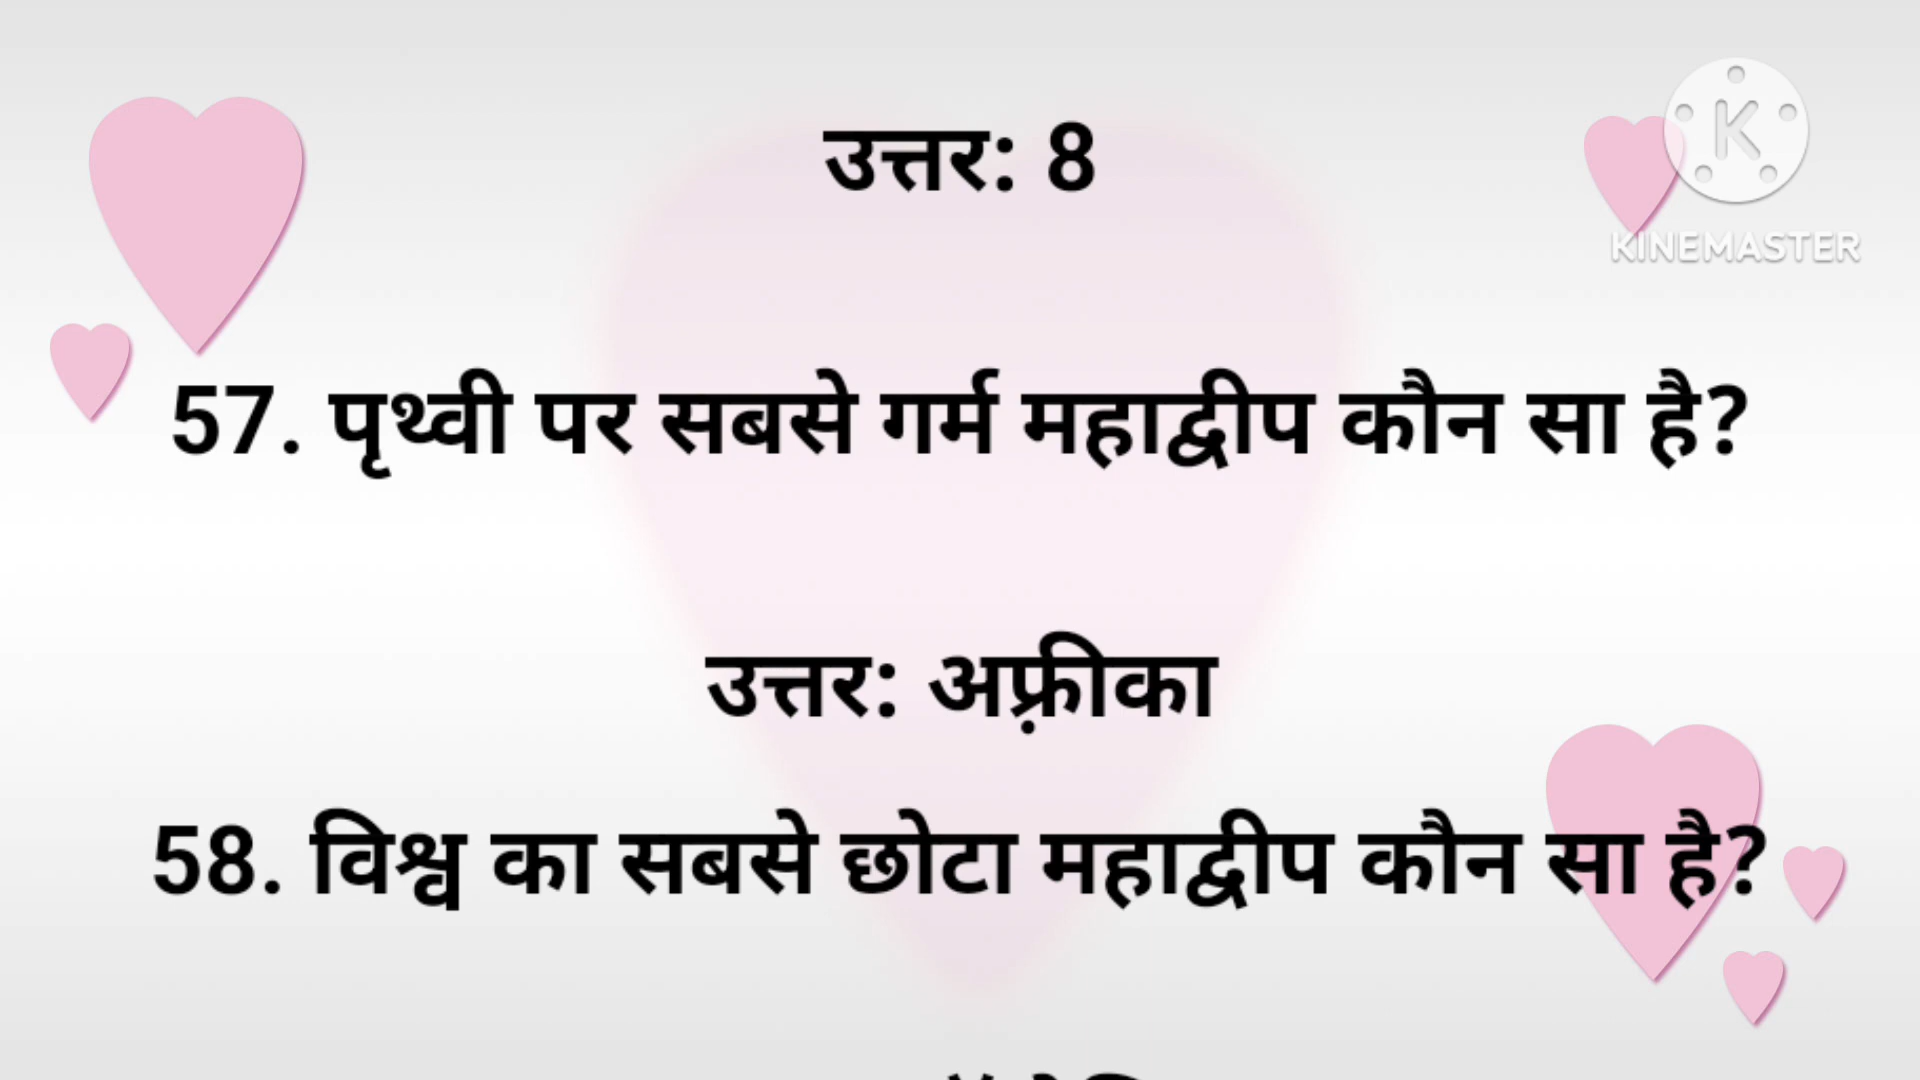 उत्तर: 8
K
KINEMASTER
57. पृथ्वी पर सबसे गर्म महाद्वीप कौन सा है?
उत्तर: अफ़्रीका
58. विश्व का सबसे छोटा महाद्वीप कौन सा है?